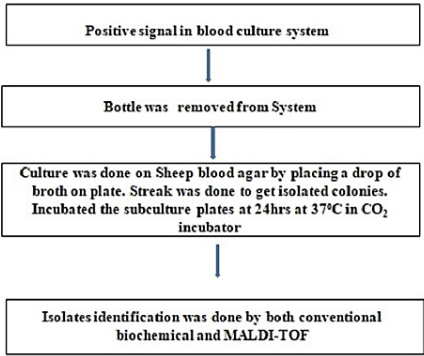 Positive signal in blood culture system
Bottle was removed from System
Culture was done on Sheep blood agar by placing a drop of
broth on plate. Streak was done to get isolated colonies.
Incubated the subculture plates at 24hrs at 37⁰C in CO₂
incubator
Isolates identification was done by both conventional
biochemical and MALDI-TOF